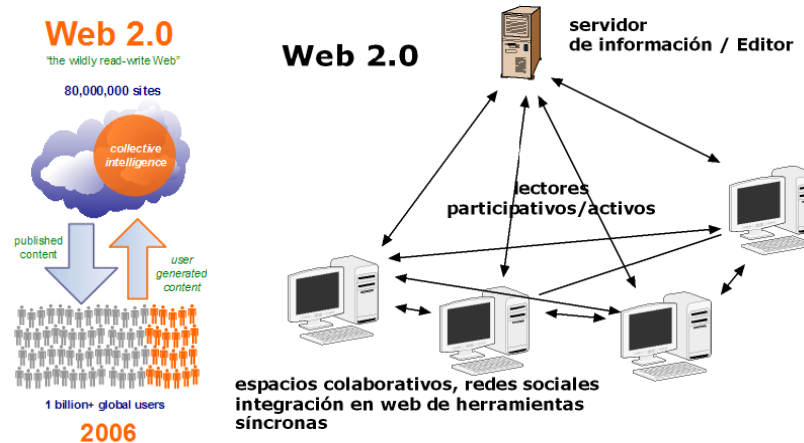 Web 2.0
"the wildly read-write Web"
80,000,000 sites
collective
intelligence
published
content
user
generated
content
1 billion+ global users
2006
Web 2.0
servidor
de información / Editor
lectores
participativos/activos
espacios colaborativos, redes sociales
integración en web de herramientas
síncronas